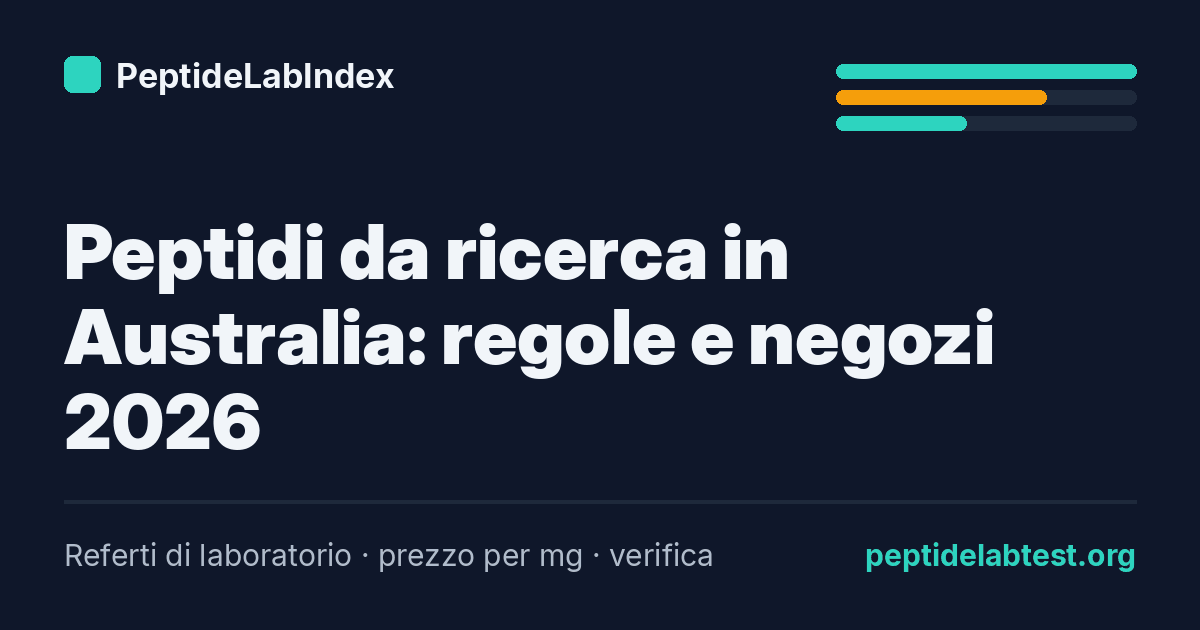 PeptideLabIndex
Peptidi da ricerca in
Australia: regole e negozi
2026
Referti di laboratorio · prezzo per mg · verifica
peptidelabtest.org